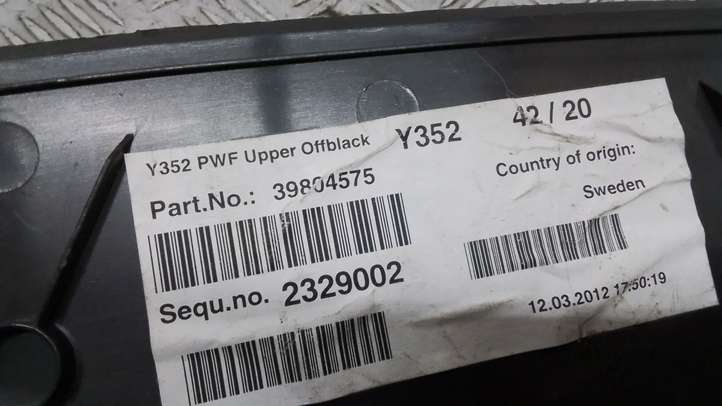 Y352 PWF Upper Offblack Y352 42/20
Part.No.: 39804575
Country of origin:
Sweden
Sequ.no. 2329002
12.03.2012 17:50:19